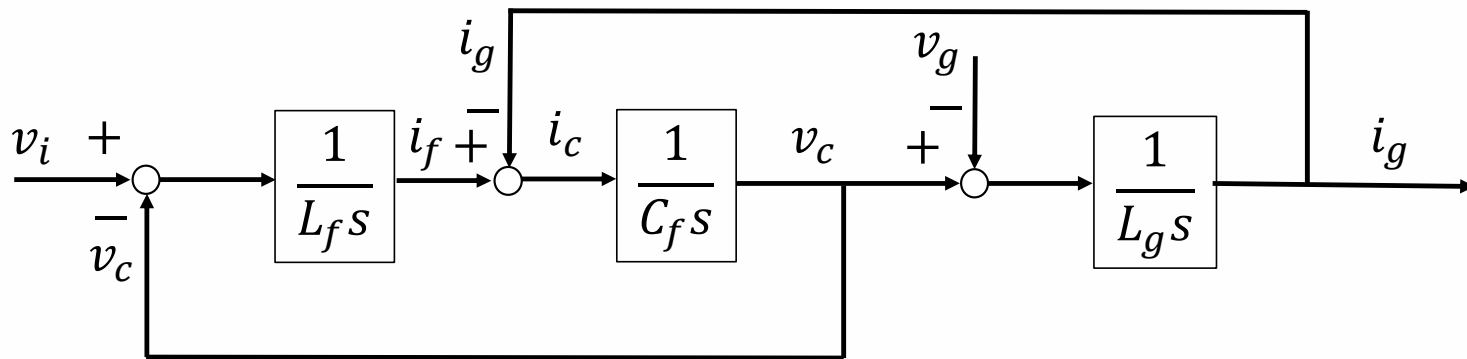 i_g
v_g
−
−
v_i
+
1
L_f s
i_f
+
i_c
1
C_f s
v_c
+
1
L_g s
i_g
−
v_c